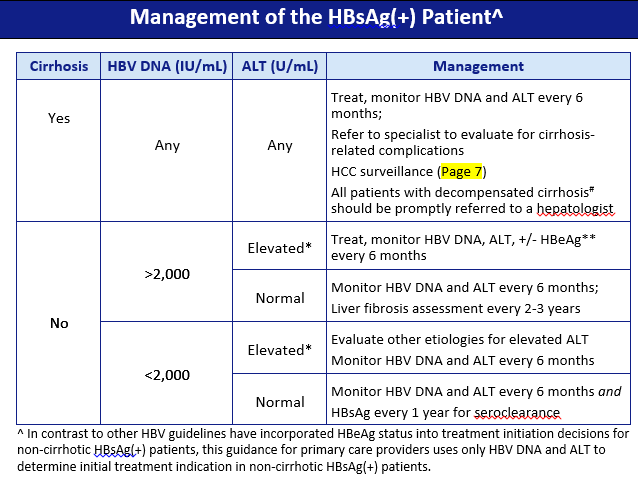 Management of the HBsAg(+) Patient^
Cirrhosis HBV DNA (IU/mL) ALT (U/mL) Management
Yes
Any
Any
Treat, monitor HBV DNA and ALT every 6
months;
Refer to specialist to evaluate for cirrhosis-
related complications
HCC surveillance (Page 7)
All patients with decompensated cirrhosis#
should be promptly referred to a hepatologist
No
>2,000
Elevated*
Treat, monitor HBV DNA, ALT, +/- HBeAg**
every 6 months
Normal
Monitor HBV DNA and ALT every 6 months;
Liver fibrosis assessment every 2-3 years
<2,000
Elevated*
Evaluate other etiologies for elevated ALT
Monitor HBV DNA and ALT every 6 months
Normal
Monitor HBV DNA and ALT every 6 months and
HBsAg every 1 year for seroclearance
^ In contrast to other HBV guidelines have incorporated HBeAg status into treatment initiation decisions for
non-cirrhotic HBsAg(+) patients, this guidance for primary care providers uses only HBV DNA and ALT to
determine initial treatment indication in non-cirrhotic HBsAg(+) patients.